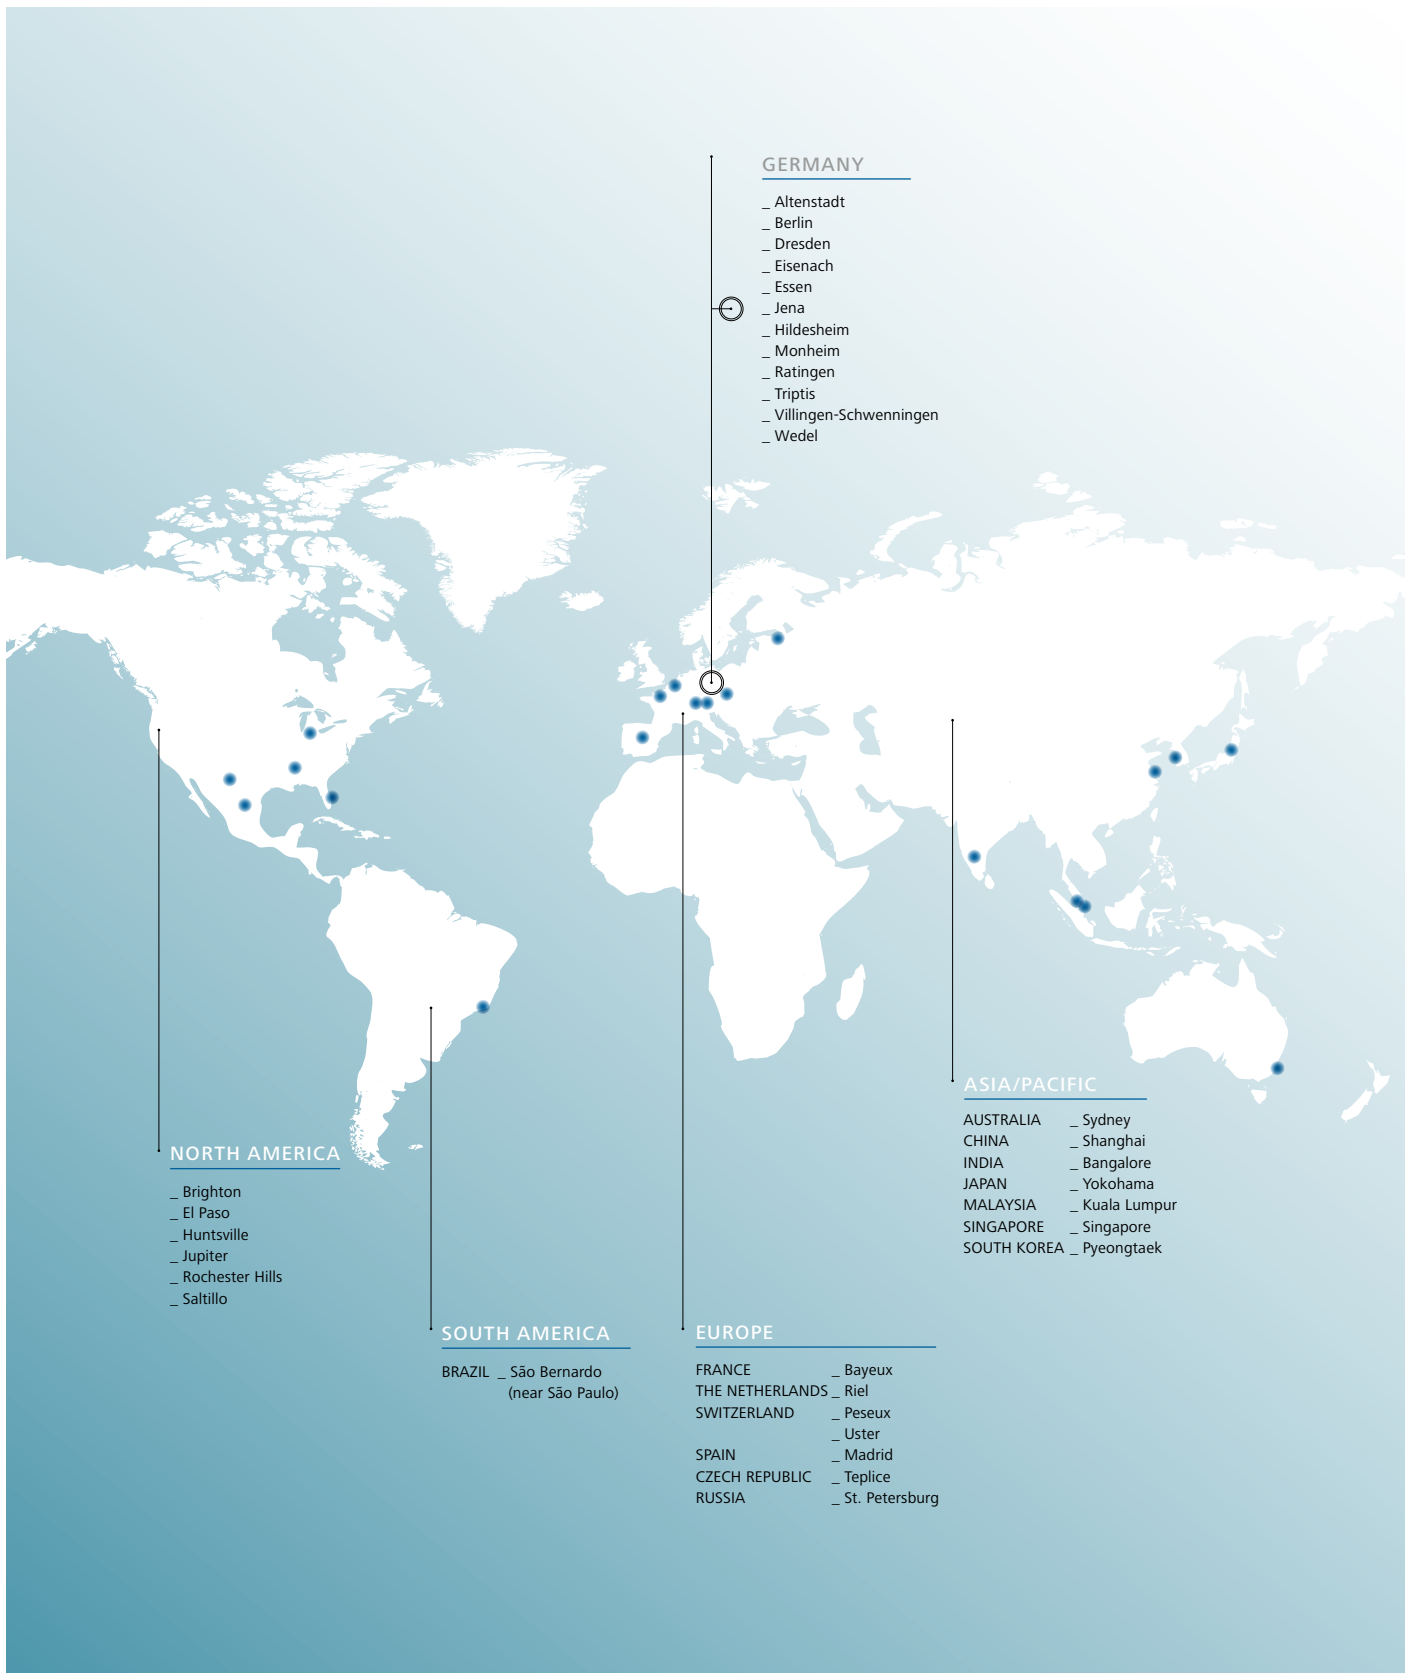 GERMANY
_ Altenstadt
_ Berlin
_ Dresden
_ Eisenach
_ Essen
_ Jena
_ Hildesheim
_ Monheim
_ Ratingen
_ Triptis
_ Villingen-Schwenningen
_ Wedel
NORTH AMERICA
_ Brighton
_ El Paso
_ Huntsville
_ Jupiter
_ Rochester Hills
_ Saltillo
SOUTH AMERICA
BRAZIL _ São Bernardo
(near São Paulo)
EUROPE
FRANCE _ Bayeux
THE NETHERLANDS _ Riel
SWITZERLAND _ Peseux
_ Uster
SPAIN _ Madrid
CZECH REPUBLIC _ Teplice
RUSSIA _ St. Petersburg
ASIA/PACIFIC
AUSTRALIA _ Sydney
CHINA _ Shanghai
INDIA _ Bangalore
JAPAN _ Yokohama
MALAYSIA _ Kuala Lumpur
SINGAPORE _ Singapore
SOUTH KOREA _ Pyeongtaek